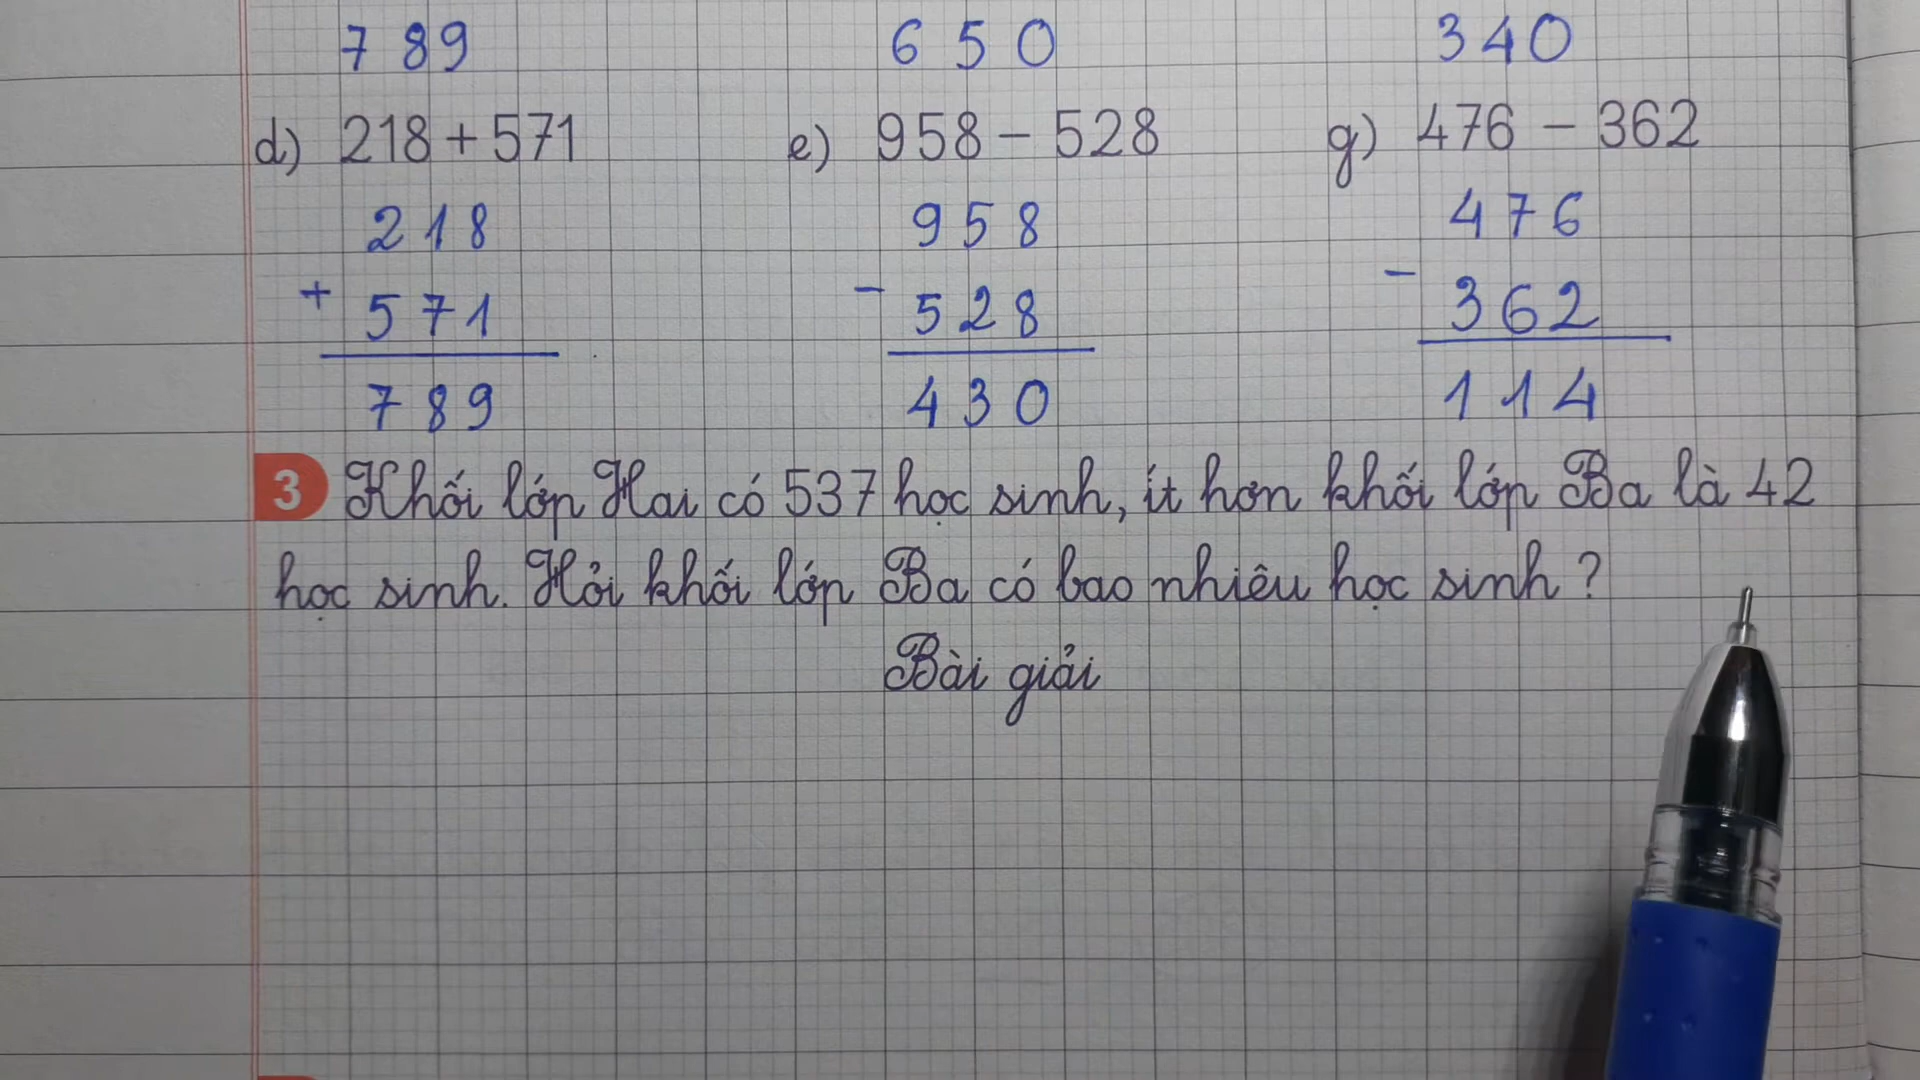 789 650 340
d) 218 + 571 e) 958 - 528 g) 476 - 362
218 958 476
+ 571 - 528 - 362
789 430 114
3 Khối lớp Hai có 537 học sinh, ít hơn khối lớp Ba là 42
học sinh. Hỏi khối lớp Ba có bao nhiêu học sinh?
Bài giải